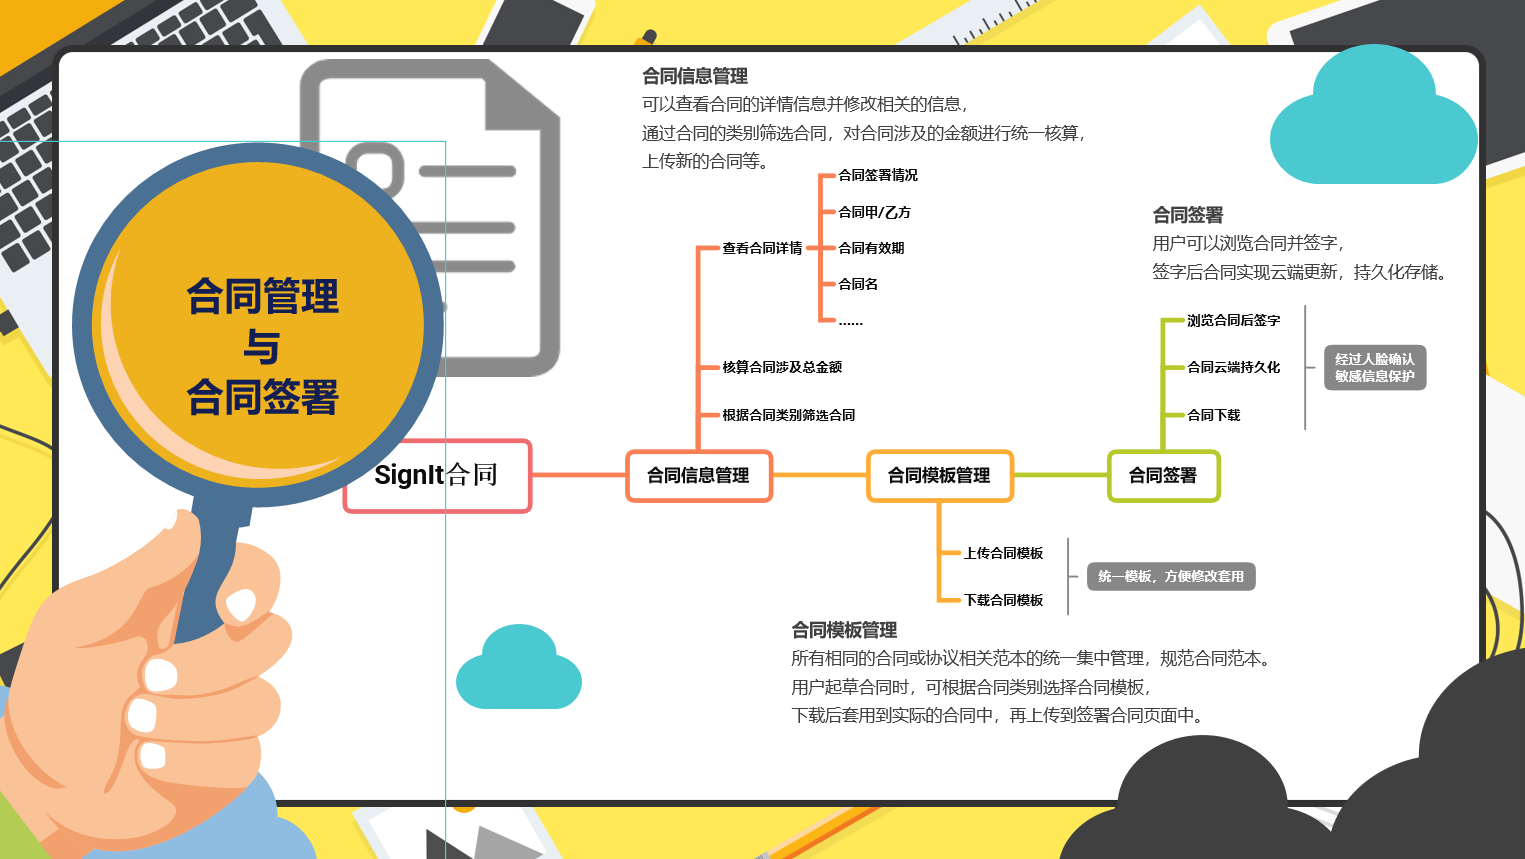 合同管理
与
合同签署
SignIt合同
合同信息管理
可以查看合同的详情信息并修改相关的信息，
通过合同的类别筛选合同，对合同涉及的金额进行统一核算，
上传新的合同等。
合同签署情况
合同甲/乙方
查看合同详情
合同有效期
合同名
......
核算合同涉及总金额
根据合同类别筛选合同
合同信息管理
合同模板管理
合同签署
合同签署
用户可以浏览合同并签字，
签字后合同实现云端更新，持久化存储。
浏览合同后签字
合同云端持久化
合同下载
经过人脸确认
敏感信息保护
上传合同模板
下载合同模板
统一模板，方便修改套用
合同模板管理
所有相同的合同或协议相关范本的统一集中管理，规范合同范本。
用户起草合同时，可根据合同类别选择合同模板，
下载后套用到实际的合同中，再上传到签署合同页面中。